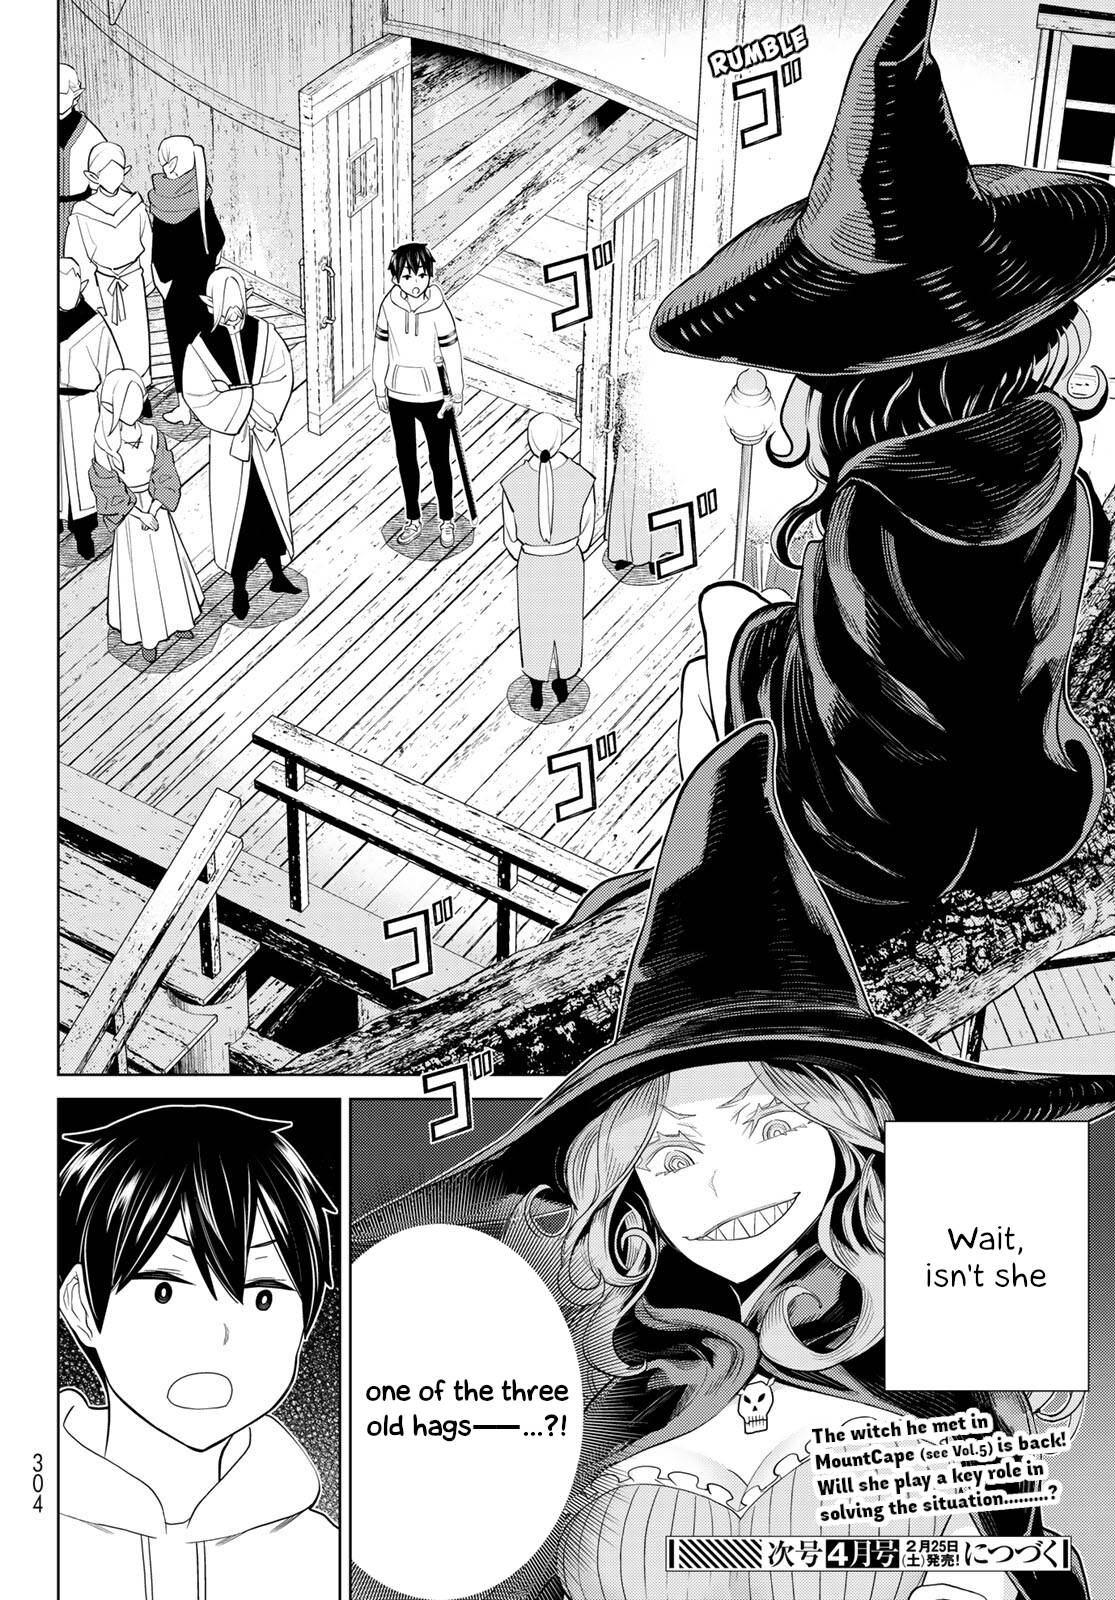 RUMBLE
ゴ
ゴ
ゴ
ゴ
ゴ
ゴ
ゴ
Wait,
isn't she
one of the three
old hags——...?!
The witch he met in
MountCape (see Vol.5) is back!
Will she play a key role in
solving the situation.........?
次号4月号 2月25日(土)発売! につづく
304